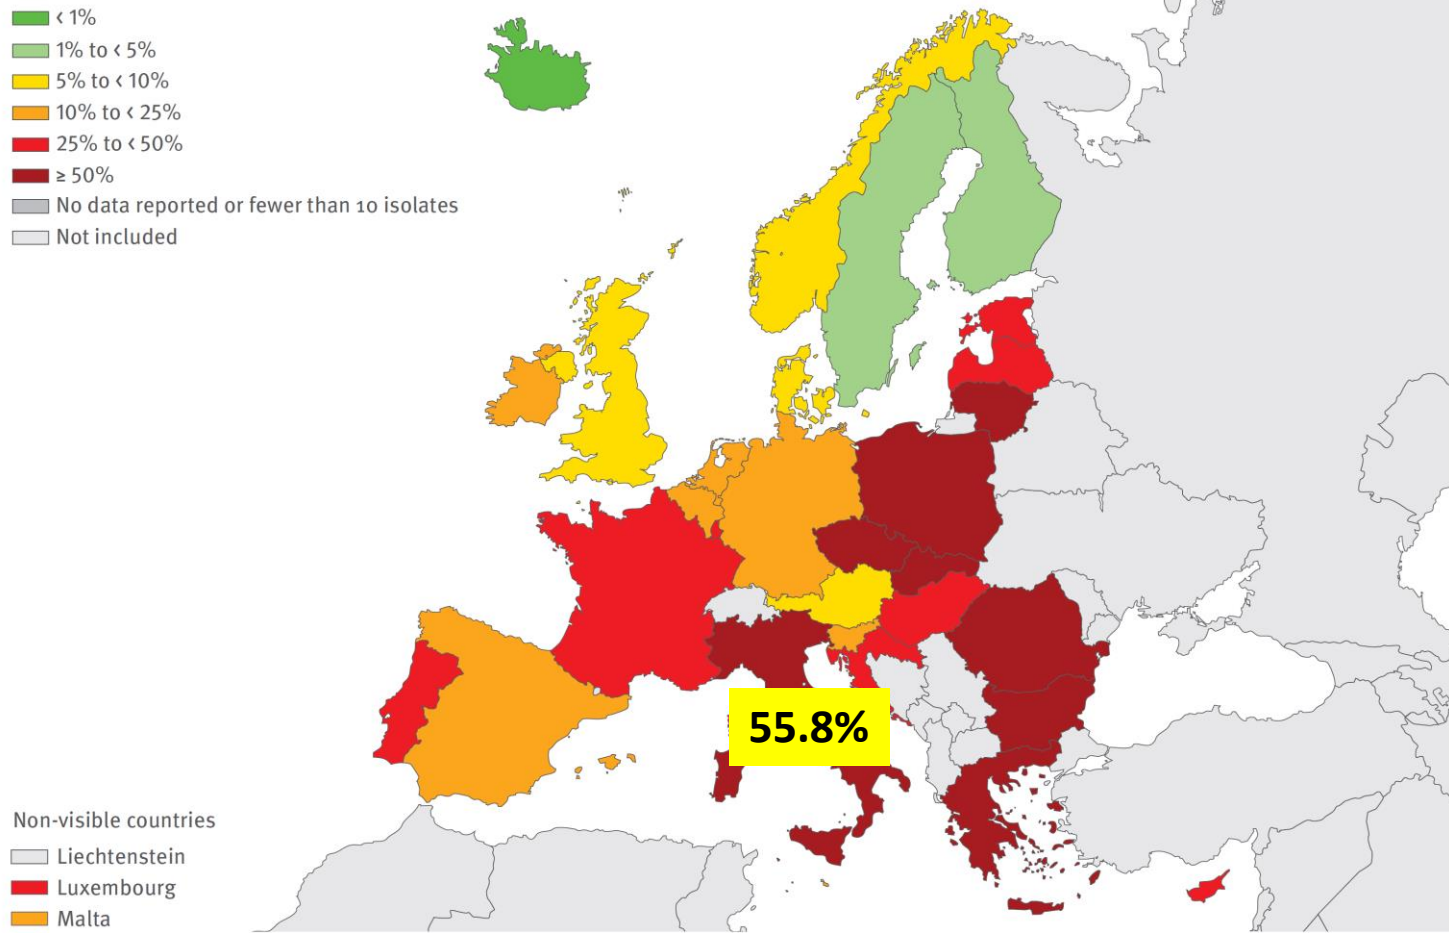 < 1%
1% to < 5%
5% to < 10%
10% to < 25%
25% to < 50%
≥ 50%
No data reported or fewer than 10 isolates
Not included
55.8%
Non-visible countries
Liechtenstein
Luxembourg
Malta